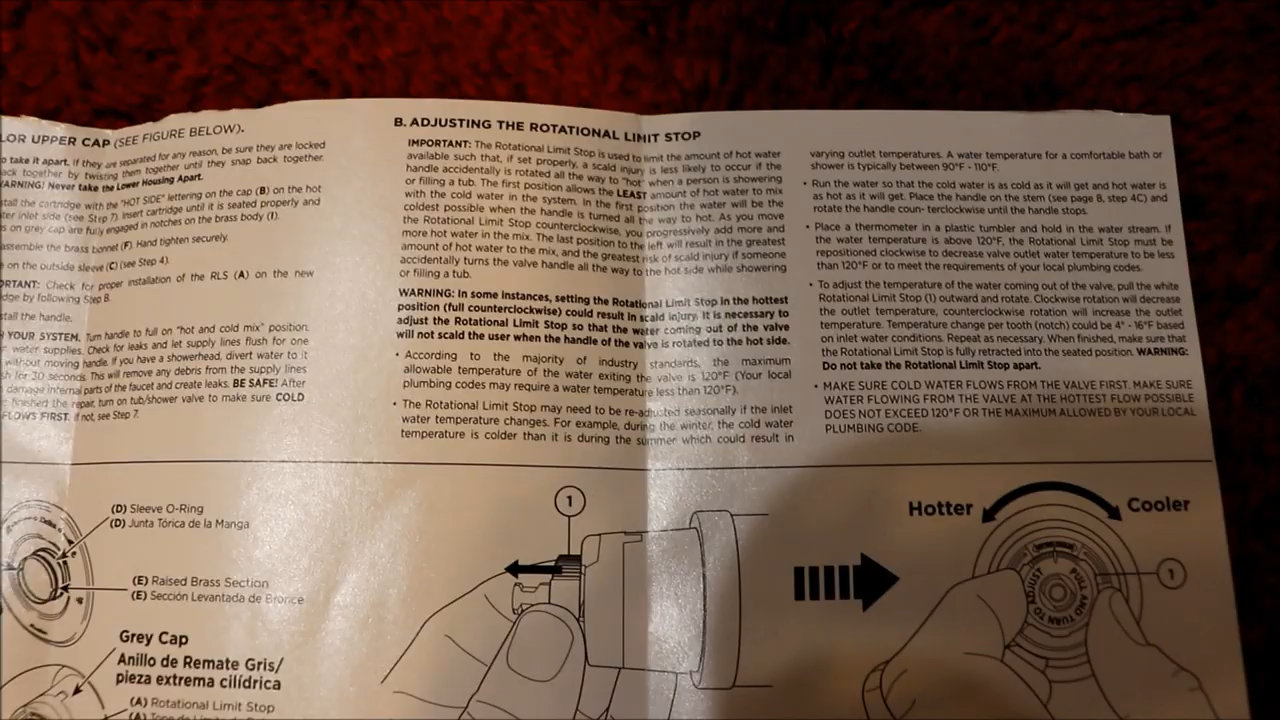 LOR UPPER CAP (SEE FIGURE BELOW).
o take it apart. If they are separated for any reason, be sure they are locked
back together by twisting them together until they snap back together.
WARNING! Never take the Lower Housing Apart.
stall the cartridge with the "HOT SIDE" lettering on the cap (B) on the hot
ter inlet side (see Step 7). Insert cartridge until it is seated properly and
s on grey cap are fully engaged in notches on the brass body (I).
assemble the brass bonnet (F). Hand tighten securely.
e on the outside sleeve (C) (see Step 4).
ORTANT: Check for proper installation of the RLS (A) on the new
dge by following Step B.
stall the handle.
H YOUR SYSTEM. Turn handle to full on "hot and cold mix" position.
water supplies. Check for leaks and let supply lines flush for one
without moving handle. If you have a showerhead, divert water to it
sh for 30 seconds. This will remove any debris from the supply lines
damage internal parts of the faucet and create leaks. BE SAFE! After
finished the repair, turn on tub/shower valve to make sure COLD
FLOWS FIRST. If not, see Step 7.
B. ADJUSTING THE ROTATIONAL LIMIT STOP
IMPORTANT: The Rotational Limit Stop is used to limit the amount of hot water
available such that, if set properly, a scald injury is less likely to occur if the
handle accidentally is rotated all the way to "hot" when a person is showering
or filling a tub. The first position allows the LEAST amount of hot water to mix
with the cold water in the system. In the first position the water will be the
coldest possible when the handle is turned all the way to hot. As you move
the Rotational Limit Stop counterclockwise, you progressively add more and
more hot water in the mix. The last position to the left will result in the greatest
amount of hot water to the mix, and the greatest risk of scald injury if someone
accidentally turns the valve handle all the way to the hot side while showering
or filling a tub.
WARNING: In some instances, setting the Rotational Limit Stop in the hottest
position (full counterclockwise) could result in scald injury. It is necessary to
adjust the Rotational Limit Stop so that the water coming out of the valve
will not scald the user when the handle of the valve is rotated to the hot side.
• According to the majority of industry standards, the maximum
allowable temperature of the water exiting the valve is 120°F (Your local
plumbing codes may require a water temperature less than 120°F).
• The Rotational Limit Stop may need to be re-adjusted seasonally if the inlet
water temperature changes. For example, during the winter, the cold water
temperature is colder than it is during the summer which could result in
varying outlet temperatures. A water temperature for a comfortable bath or
shower is typically between 90°F - 110°F.
• Run the water so that the cold water is as cold as it will get and hot water is
as hot as it will get. Place the handle on the stem (see page 8, step 4C) and
rotate the handle coun- terclockwise until the handle stops.
• Place a thermometer in a plastic tumbler and hold in the water stream. If
the water temperature is above 120°F, the Rotational Limit Stop must be
repositioned clockwise to decrease valve outlet water temperature to be less
than 120°F or to meet the requirements of your local plumbing codes.
• To adjust the temperature of the water coming out of the valve, pull the white
Rotational Limit Stop (1) outward and rotate. Clockwise rotation will decrease
the outlet temperature, counterclockwise rotation will increase the outlet
temperature. Temperature change per tooth (notch) could be 4° - 16°F based
on inlet water conditions. Repeat as necessary. When finished, make sure that
the Rotational Limit Stop is fully retracted into the seated position. WARNING:
Do not take the Rotational Limit Stop apart.
• MAKE SURE COLD WATER FLOWS FROM THE VALVE FIRST. MAKE SURE
WATER FLOWING FROM THE VALVE AT THE HOTTEST FLOW POSSIBLE
DOES NOT EXCEED 120°F OR THE MAXIMUM ALLOWED BY YOUR LOCAL
PLUMBING CODE.
(D) Sleeve O-Ring
(D) Junta Tórica de la Manga
(E) Raised Brass Section
(E) Sección Levantada de Bronce
Grey Cap
Anillo de Remate Gris/
pieza extrema cilídrica
(A) Rotational Limit Stop
1
Hotter
Cooler
PULL AND TURN TO ADJUST
1